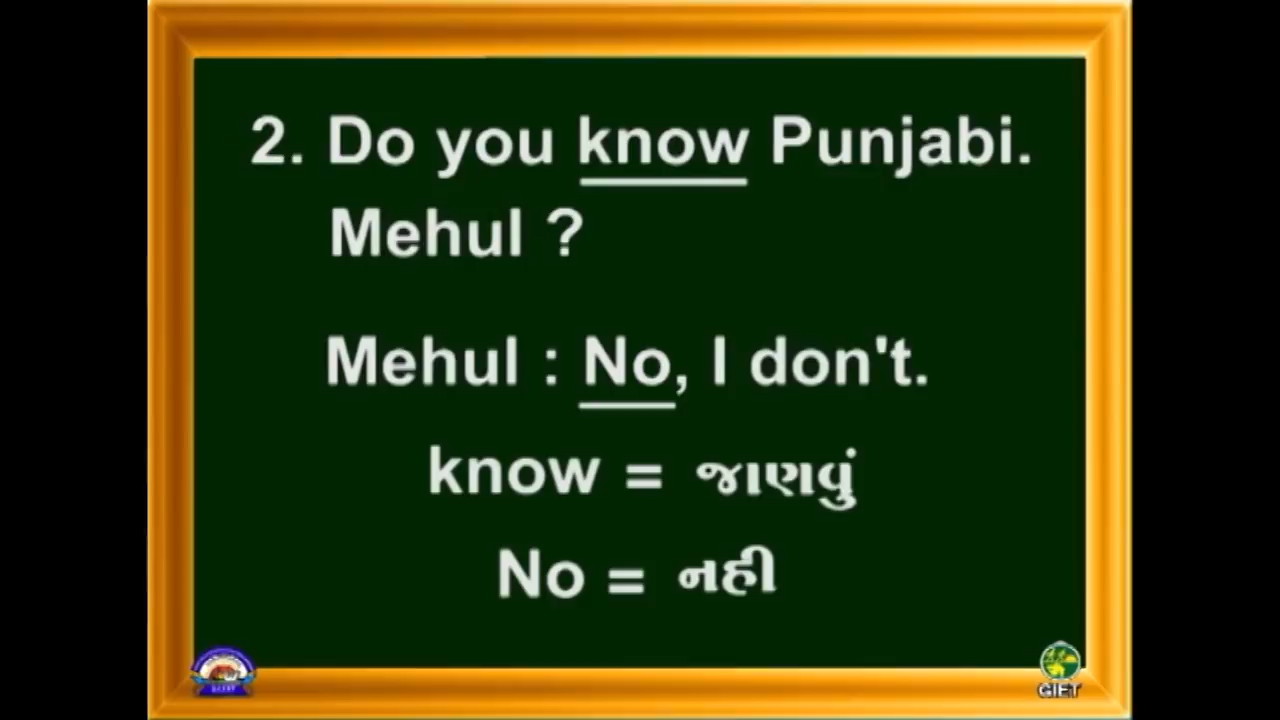 2. Do you know Punjabi.
Mehul ?
Mehul : No, I don't.
know = જાણવું
No = નહી
GIET